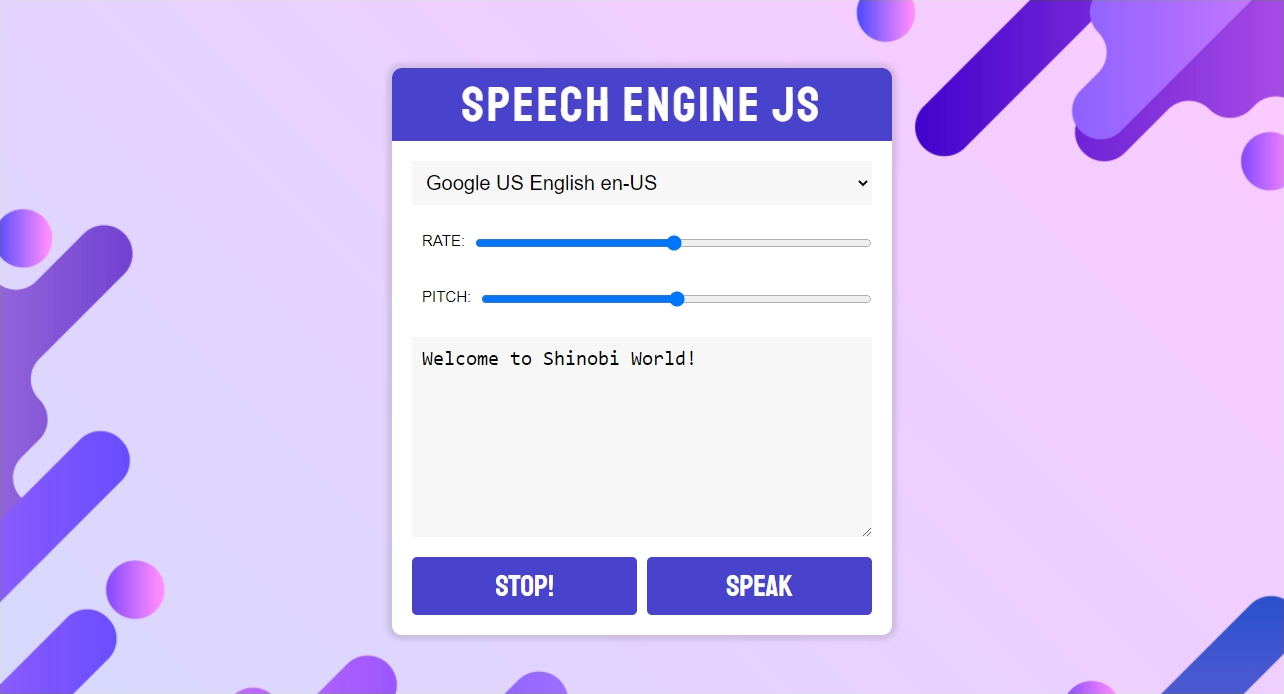 SPEECH ENGINE JS
Google US English en-US
RATE:
PITCH:
Welcome to Shinobi World!
STOP!
SPEAK